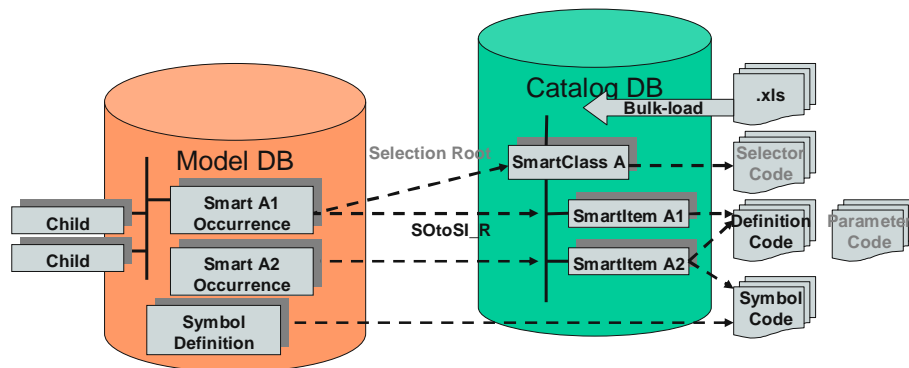 Catalog DB
.xls
Bulk-load
Model DB
Selection Root
SmartClass A
Selector
Code
Smart A1
Occurrence
Child
SmartItem A1
Definition
Code
Parameter
Code
SOtoSI_R
Child
Smart A2
Occurrence
SmartItem A2
Symbol
Definition
Symbol
Code